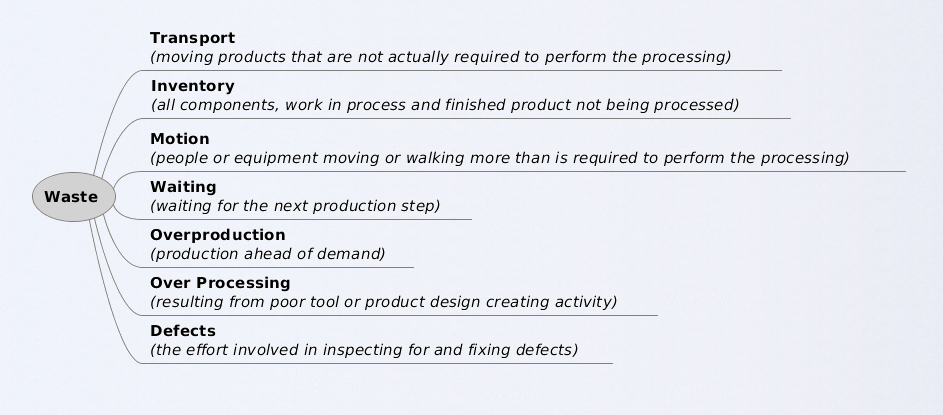 Transport
(moving products that are not actually required to perform the processing)
Inventory
(all components, work in process and finished product not being processed)
Motion
(people or equipment moving or walking more than is required to perform the processing)
Waste
Waiting
(waiting for the next production step)
Overproduction
(production ahead of demand)
Over Processing
(resulting from poor tool or product design creating activity)
Defects
(the effort involved in inspecting for and fixing defects)